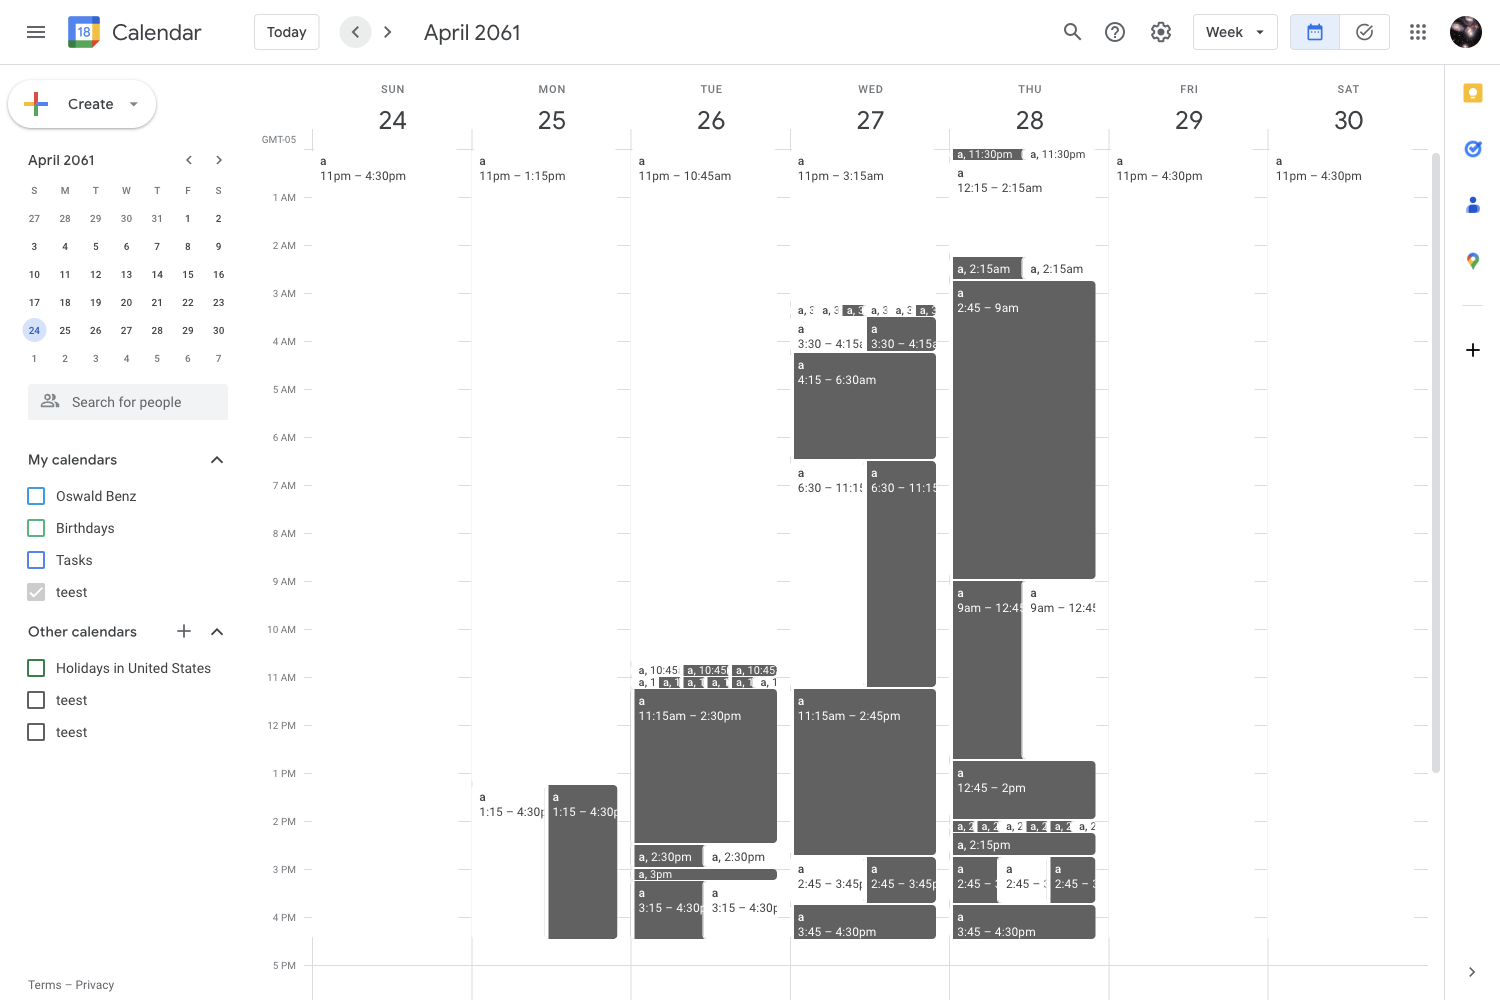 18 Calendar Today April 2061 Week
Create
April 2061
S M T W T F S
27 28 29 30 31 1 2
3 4 5 6 7 8 9
10 11 12 13 14 15 16
17 18 19 20 21 22 23
24 25 26 27 28 29 30
1 2 3 4 5 6 7
Search for people
My calendars
Oswald Benz
Birthdays
Tasks
teest
Other calendars
Holidays in United States
teest
teest
Terms – Privacy
SUN MON TUE WED THU FRI SAT
24 25 26 27 28 29 30
GMT-05
1 AM
2 AM
3 AM
4 AM
5 AM
6 AM
7 AM
8 AM
9 AM
10 AM
11 AM
12 PM
1 PM
2 PM
3 PM
4 PM
5 PM
a
11pm – 4:30pm
a
11pm – 1:15pm
a
1:15 – 4:30p
a
1:15 – 4:30p
a
11pm – 10:45am
a, 10:45 a, 10:45 a, 10:45
a, 1 a, 1 a, 1 a, 1 a, 1 a, 1
a
11:15am – 2:30pm
a, 2:30pm a, 2:30pm
a, 3pm
a
3:15 – 4:30p
a
3:15 – 4:30p
a
11pm – 3:15am
a, 3 a, 3 a, 3 a, 3 a, 3 a, 3
a
3:30 – 4:15a
a
3:30 – 4:15a
a
4:15 – 6:30am
a
6:30 – 11:15
a
6:30 – 11:15
a
11:15am – 2:45pm
a
2:45 – 3:45p
a
2:45 – 3:45p
a
3:45 – 4:30pm
a, 11:30pm a, 11:30pm
a
12:15 – 2:15am
a, 2:15am a, 2:15am
a
2:45 – 9am
a
9am – 12:45
a
9am – 12:45
a
12:45 – 2pm
a, 2 a, 2 a, 2 a, 2 a, 2 a, 2
a, 2:15pm
a
2:45 –
a
2:45 –
a
2:45 – 3
a
3:45 – 4:30pm
a
11pm – 4:30pm
a
11pm – 4:30pm